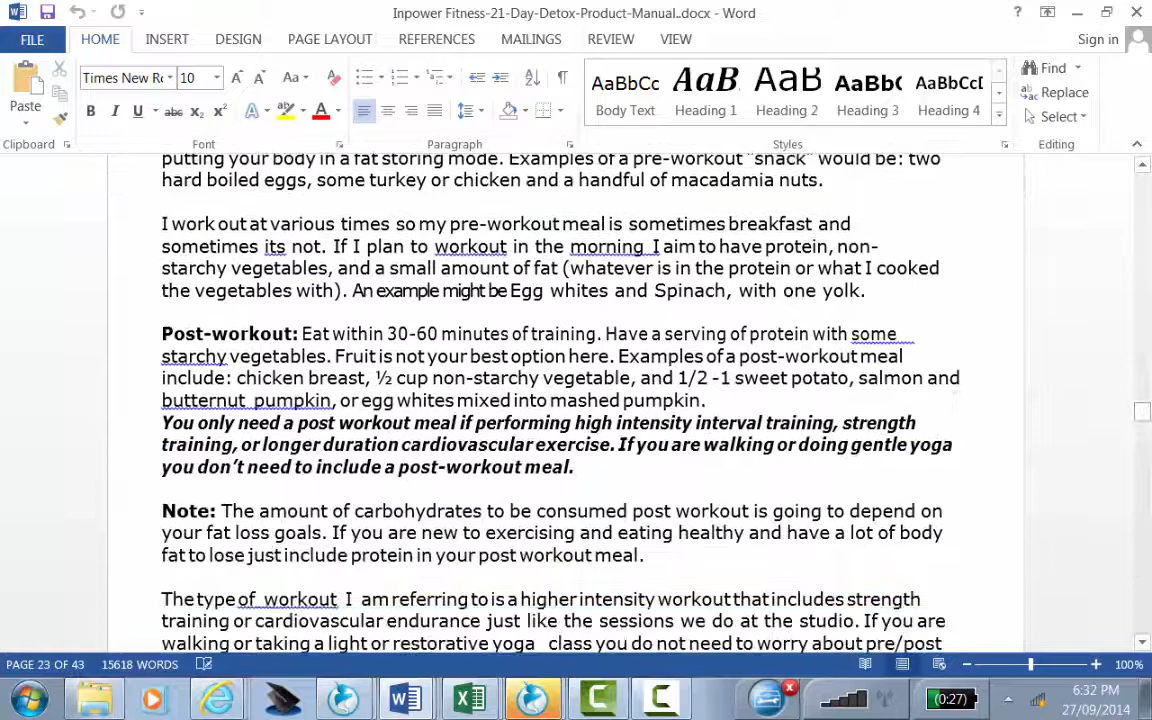 Inpower Fitness-21-Day-Detox-Product-Manual..docx - Word
FILE HOME INSERT DESIGN PAGE LAYOUT REFERENCES MAILINGS REVIEW VIEW Sign in
Times New Ro 10 Aa
Paste
B I U abc x₂ x² A A
AaBbCc AaB AaB AaBb( AaBbC
Body Text Heading 1 Heading 2 Heading 3 Heading 4
Find
Replace
Select
Clipboard Font Paragraph Styles Editing
putting your body in a fat storing mode. Examples of a pre-workout "snack" would be: two
hard boiled eggs, some turkey or chicken and a handful of macadamia nuts.
I work out at various times so my pre-workout meal is sometimes breakfast and
sometimes its not. If I plan to workout in the morning I aim to have protein, non-
starchy vegetables, and a small amount of fat (whatever is in the protein or what I cooked
the vegetables with). An example might be Egg whites and Spinach, with one yolk.
Post-workout: Eat within 30-60 minutes of training. Have a serving of protein with some
starchy vegetables. Fruit is not your best option here. Examples of a post-workout meal
include: chicken breast, ½ cup non-starchy vegetable, and 1/2 -1 sweet potato, salmon and
butternut pumpkin, or egg whites mixed into mashed pumpkin.
You only need a post workout meal if performing high intensity interval training, strength
training, or longer duration cardiovascular exercise. If you are walking or doing gentle yoga
you don't need to include a post-workout meal.
Note: The amount of carbohydrates to be consumed post workout is going to depend on
your fat loss goals. If you are new to exercising and eating healthy and have a lot of body
fat to lose just include protein in your post workout meal.
The type of workout I am referring to is a higher intensity workout that includes strength
training or cardiovascular endurance just like the sessions we do at the studio. If you are
walking or taking a light or restorative yoga class you do not need to worry about pre/post
PAGE 23 OF 43 15618 WORDS 100%
(0:27) 6:32 PM
27/09/2014